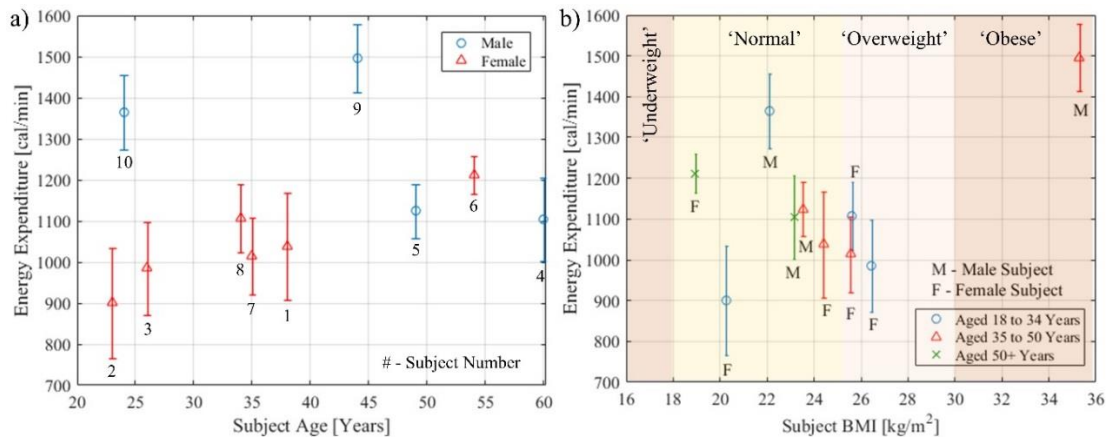 a)
1600
1500
1400
1300
1200
1100
1000
900
800
700
Energy Expenditure [cal/min]
Male
Female
10
9
6
5
4
8
7
1
3
2
# - Subject Number
20 25 30 35 40 45 50 55 60
Subject Age [Years]
b)
1600
1500
1400
1300
1200
1100
1000
900
800
700
Energy Expenditure [cal/min]
'Underweight'
'Normal' 'Overweight' 'Obese'
M
M
F
F
M
M
F
F
F
F
M - Male Subject
F - Female Subject
Aged 18 to 34 Years
Aged 35 to 50 Years
Aged 50+ Years
16 18 20 22 24 26 28 30 32 34 36
Subject BMI [kg/m²]